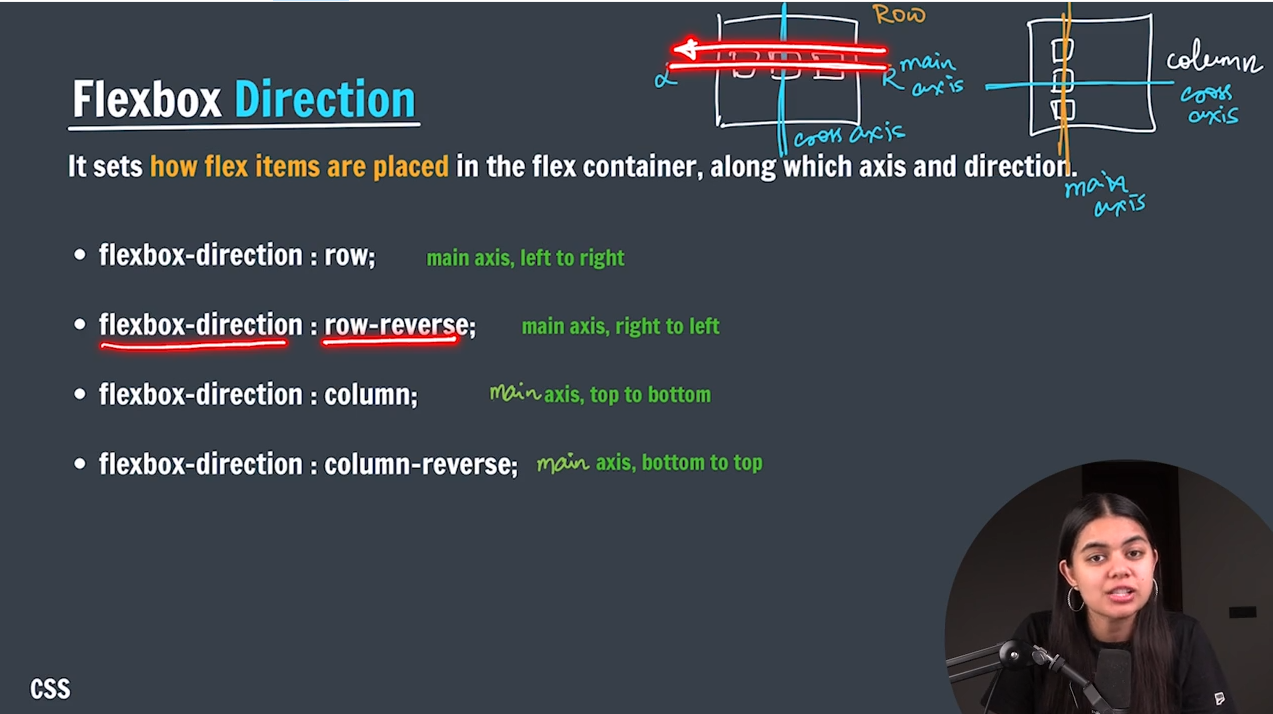 Row
main
axis
L
R
cross axis
column
cross
axis
main
axis
Flexbox Direction
It sets how flex items are placed in the flex container, along which axis and direction.
• flexbox-direction : row; main axis, left to right
• flexbox-direction : row-reverse; main axis, right to left
• flexbox-direction : column; main axis, top to bottom
• flexbox-direction : column-reverse; main axis, bottom to top
CSS